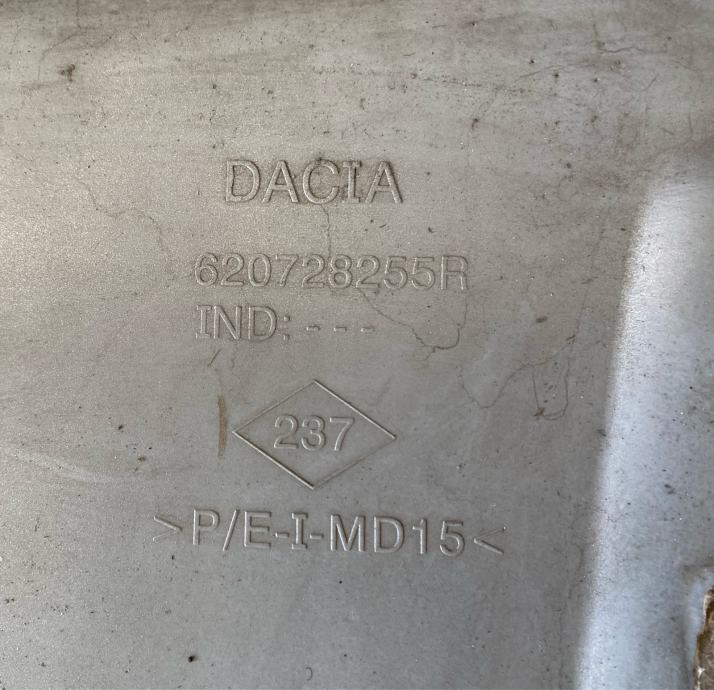 DACIA
620728255R
IND: - - -
237
>P/E-I-MD15<